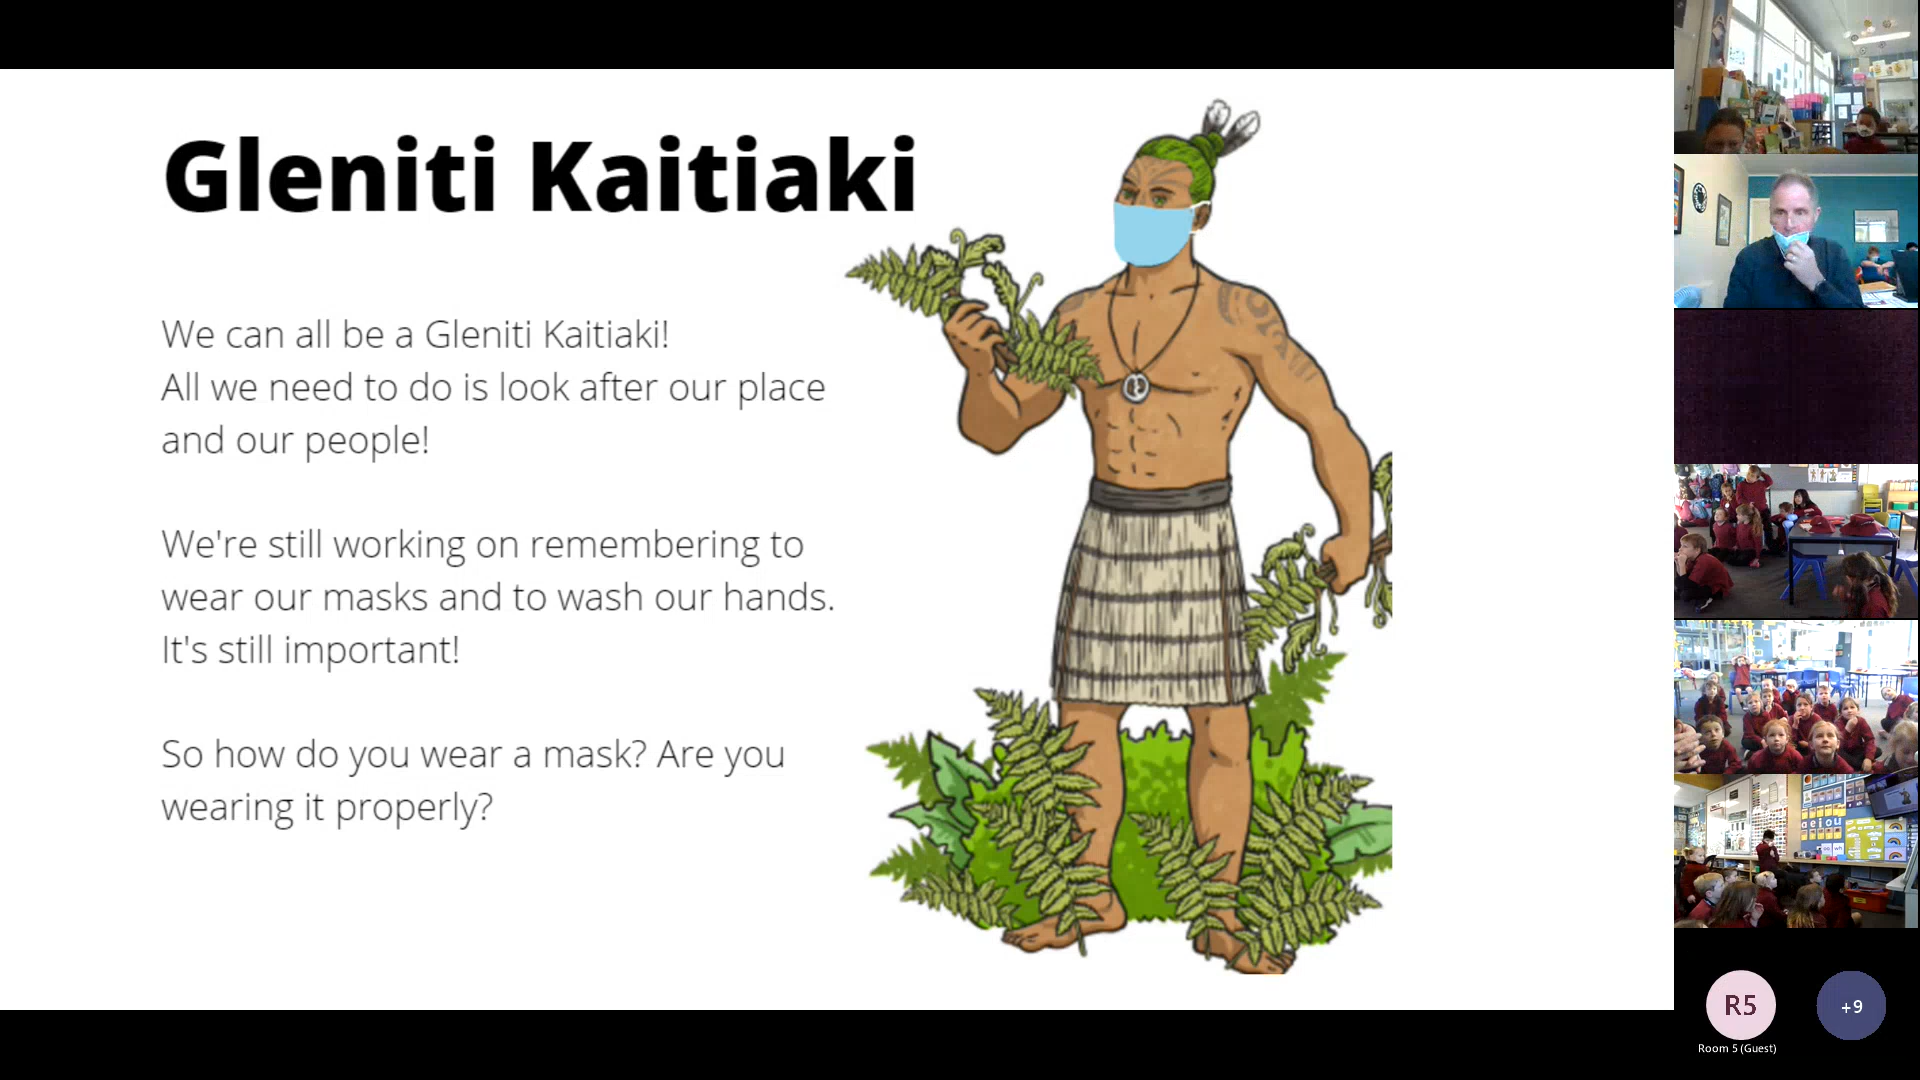 Gleniti Kaitiaki
We can all be a Gleniti Kaitiaki!
All we need to do is look after our place
and our people!
We're still working on remembering to
wear our masks and to wash our hands.
It's still important!
So how do you wear a mask? Are you
wearing it properly?
a e i o u
R5
+9
Room 5 (Guest)